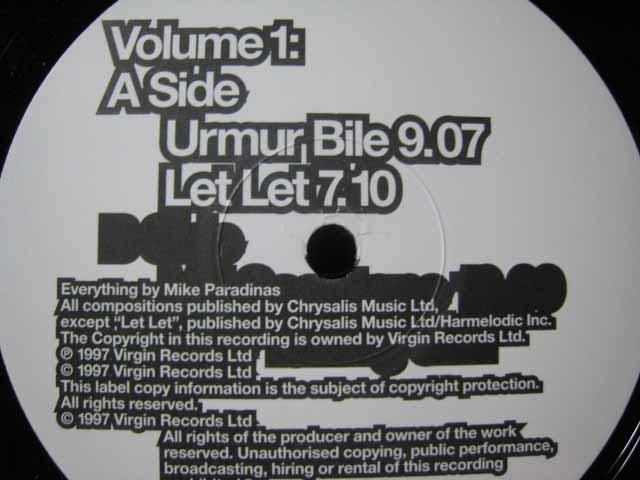 Volume 1:
A Side
Urmur Bile 9.07
Let Let 7.10
Everything by Mike Paradinas
All compositions published by Chrysalis Music Ltd,
except "Let Let", published by Chrysalis Music Ltd/Harmelodic Inc.
The Copyright in this recording is owned by Virgin Records Ltd.
℗ 1997 Virgin Records Ltd
© 1997 Virgin Records Ltd
This label copy information is the subject of copyright protection.
All rights reserved.
© 1997 Virgin Records Ltd
All rights of the producer and owner of the work
reserved. Unauthorised copying, public performance,
broadcasting, hiring or rental of this recording